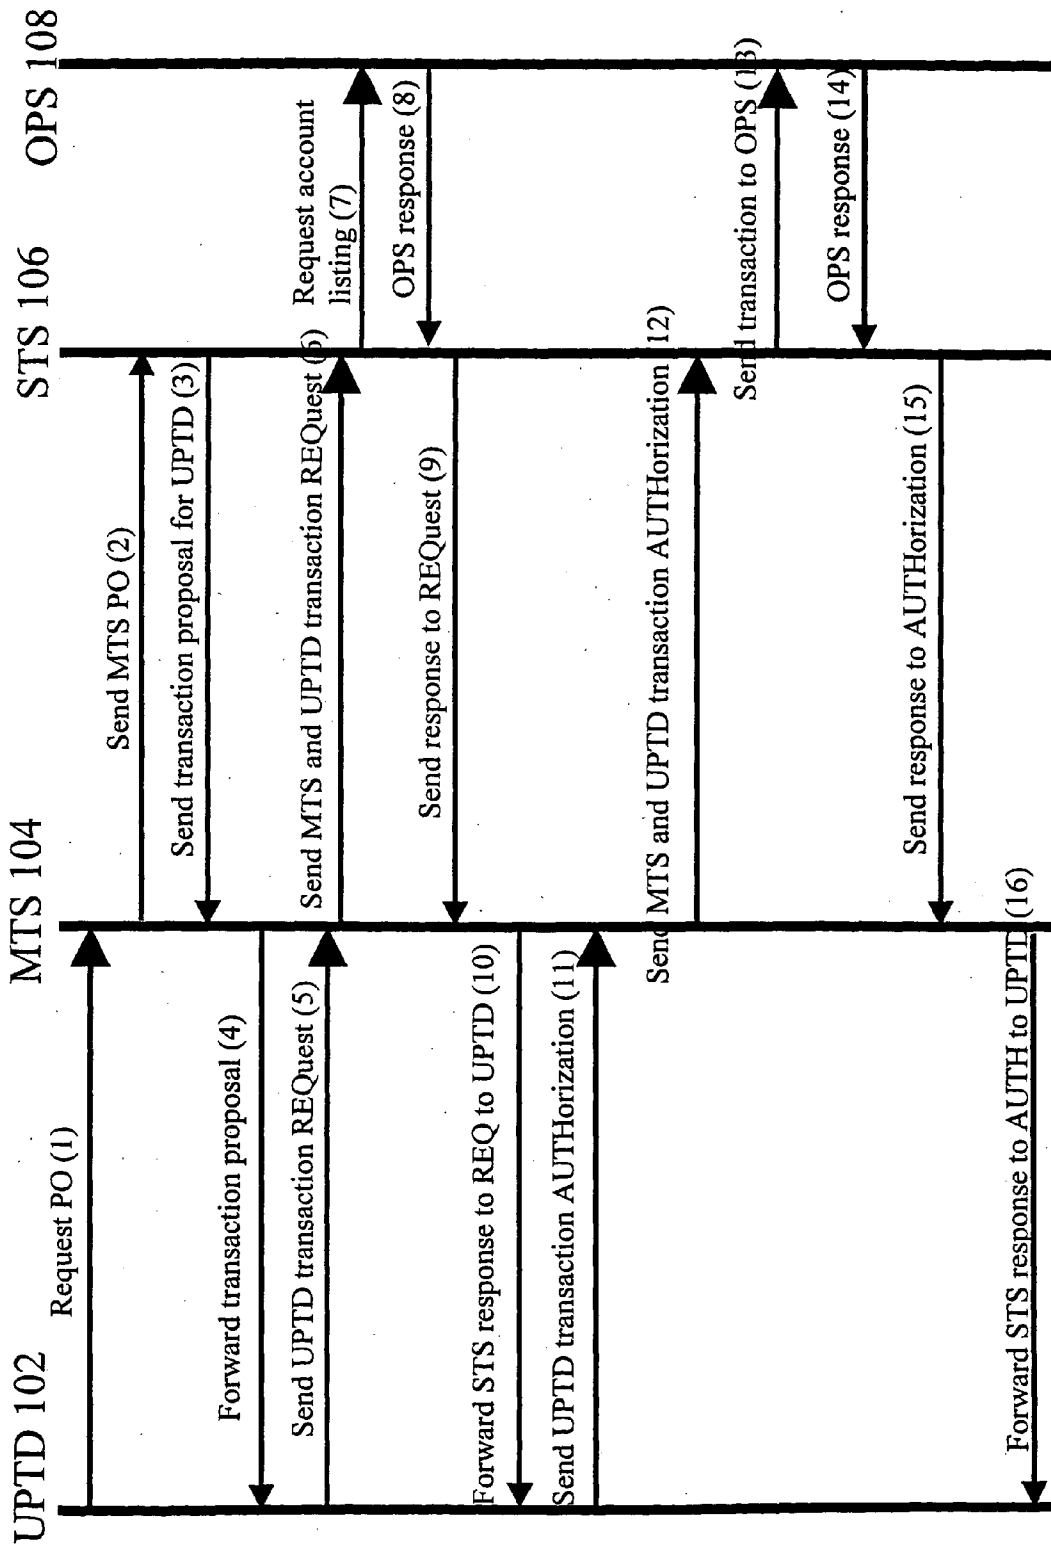 UPTD 102
MTS 104
STS 106
OPS 108
Request PO (1)
Send MTS PO (2)
Send transaction proposal for UPTD (3)
Forward transaction proposal (4)
Send UPTD transaction REQuest (5)
Send MTS and UPTD transaction REQuest (6)
Request account
listing (7)
OPS response (8)
Send response to REQuest (9)
Forward STS response to REQ to UPTD (10)
Send UPTD transaction AUTHorization (11)
Send MTS and UPTD transaction AUTHorization (12)
Send transaction to OPS (13)
OPS response (14)
Send response to AUTHorization (15)
Forward STS response to AUTH to UPTD (16)